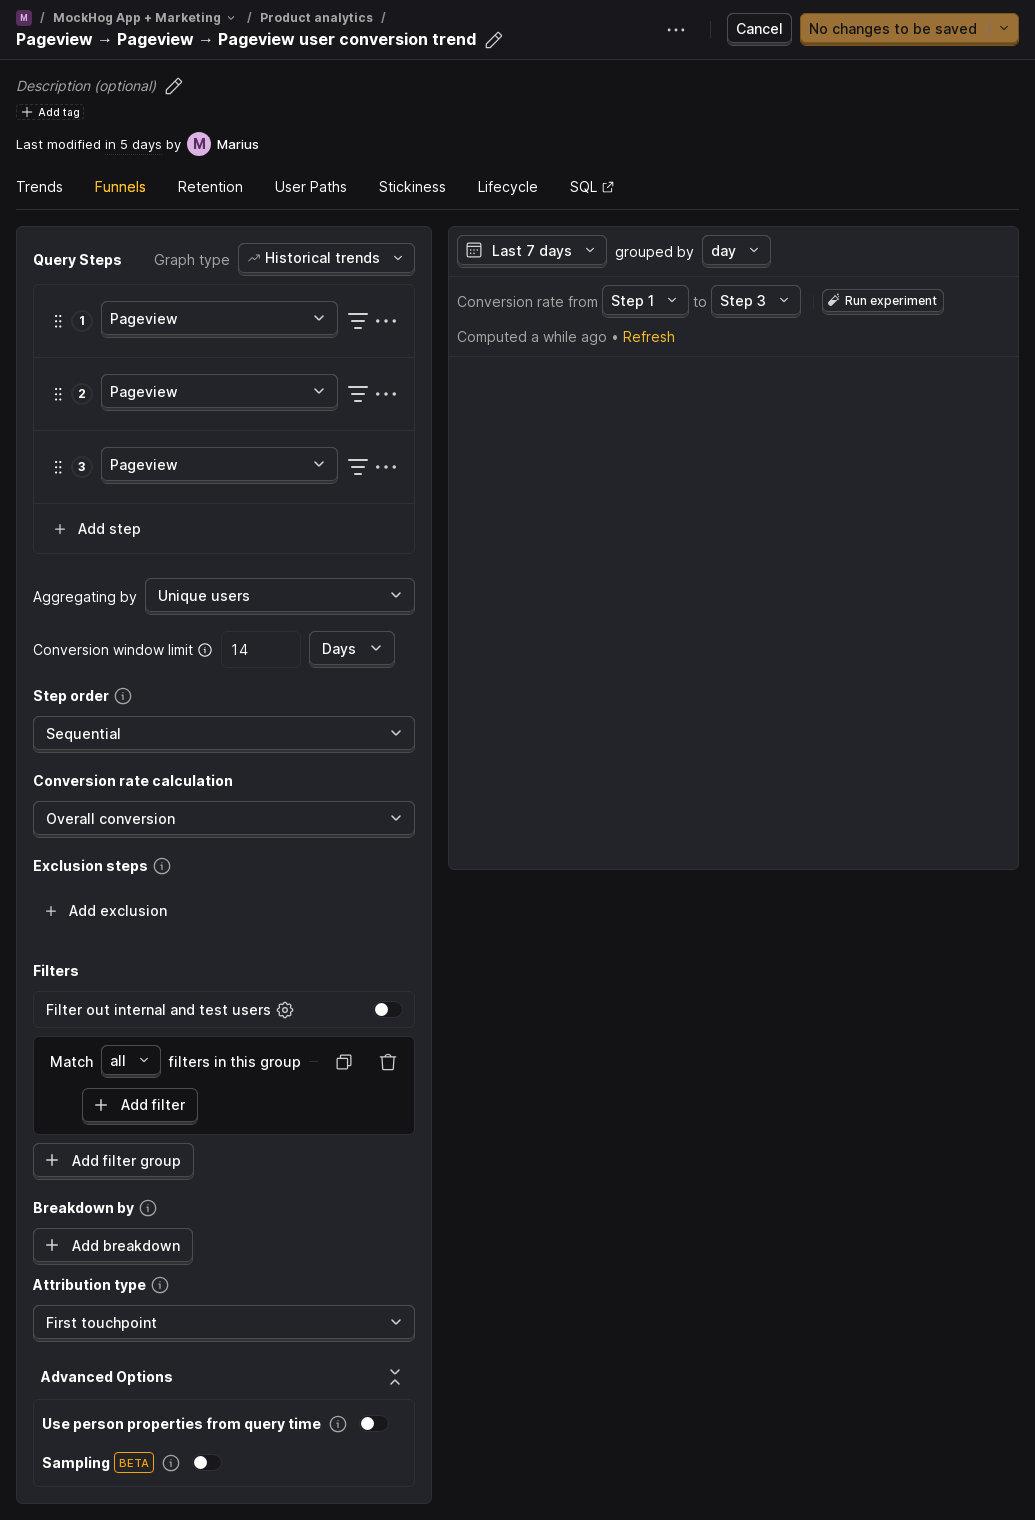 M / MockHog App + Marketing / Product analytics /
Pageview → Pageview → Pageview user conversion trend
Cancel
No changes to be saved
Description (optional)
Add tag
Last modified in 5 days by M Marius
Trends Funnels Retention User Paths Stickiness Lifecycle SQL
Query Steps Graph type Historical trends
1 Pageview
2 Pageview
3 Pageview
Add step
Aggregating by Unique users
Conversion window limit 14 Days
Step order
Sequential
Conversion rate calculation
Overall conversion
Exclusion steps
Add exclusion
Filters
Filter out internal and test users
Match all filters in this group
Add filter
Add filter group
Breakdown by
Add breakdown
Attribution type
First touchpoint
Advanced Options
Use person properties from query time
Sampling BETA
Last 7 days grouped by day
Conversion rate from Step 1 to Step 3 Run experiment
Computed a while ago • Refresh